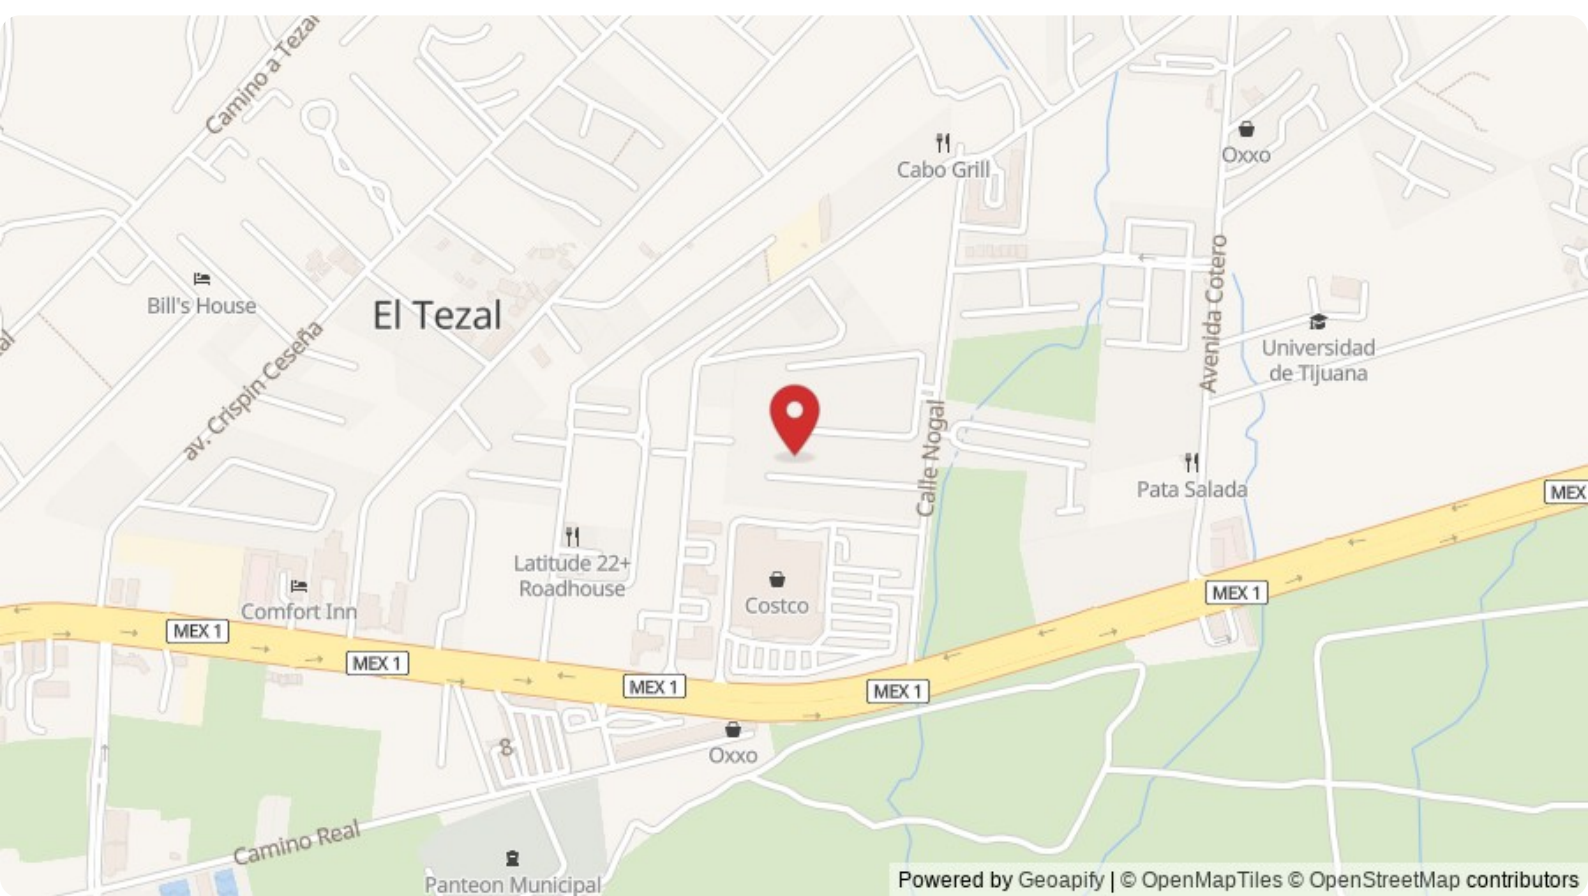 Camino a Tezal
Cabo Grill
Oxxo
Bill's House
El Tezal
Avenida Cotero
Universidad
de Tijuana
av. Crispin Ceseña
Calle Nogal
Pata Salada
MEX
Latitude 22+
Roadhouse
Costco
Comfort Inn
MEX 1
MEX 1
MEX 1
MEX 1
MEX 1
8
Oxxo
Camino Real
Panteon Municipal
Powered by Geoapify | © OpenMapTiles © OpenStreetMap contributors